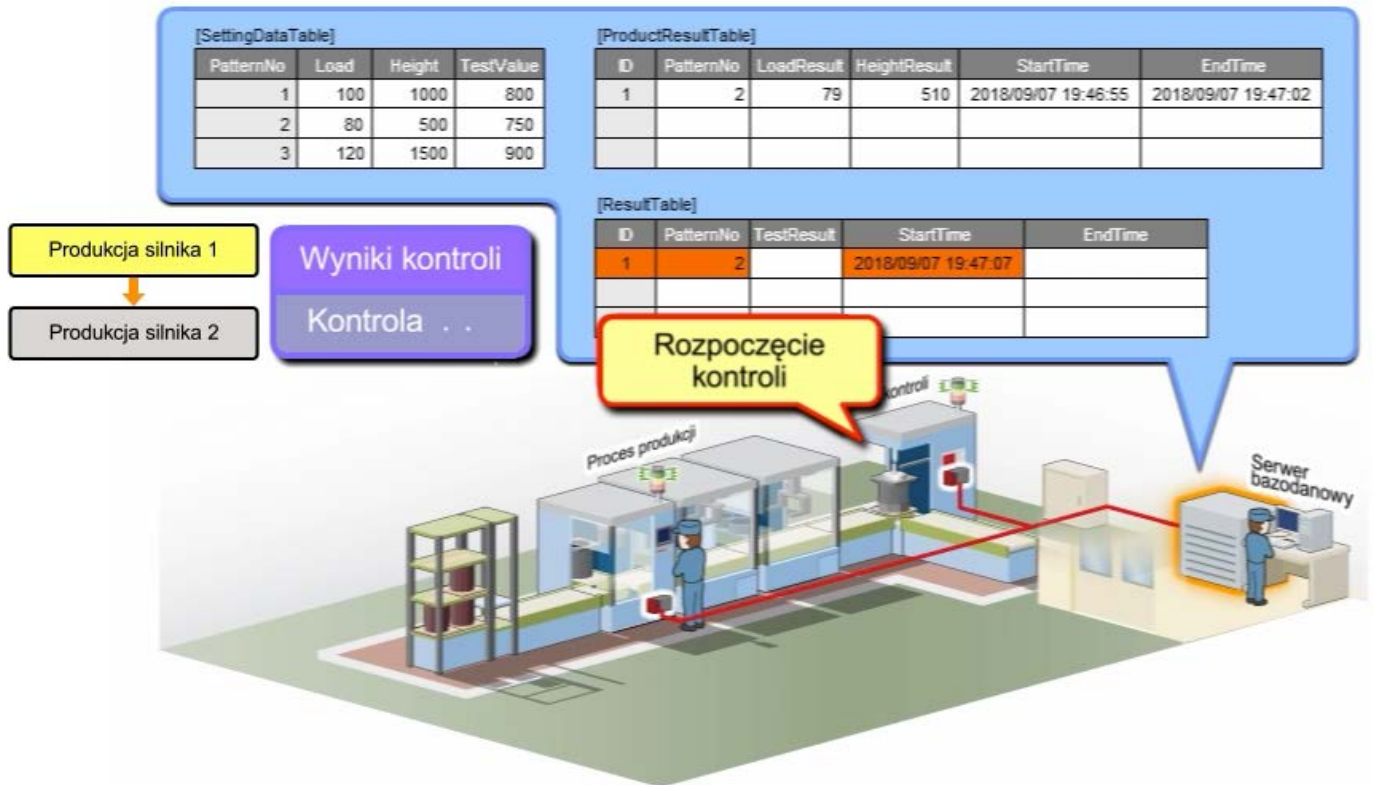 [SettingDataTable]
PatternNo Load Height TestValue
1 100 1000 800
2 80 500 750
3 120 1500 900
[ProductResultTable]
ID PatternNo LoadResult HeightResult StartTime EndTime
1 2 79 510 2018/09/07 19:46:55 2018/09/07 19:47:02
[ResultTable]
ID PatternNo TestResult StartTime EndTime
1 2 2018/09/07 19:47:07
Produkcja silnika 1
Produkcja silnika 2
Wyniki kontroli
Kontrola . .
Rozpoczęcie
kontroli
kontroli
Proces produkcji
Serwer
bazodanowy